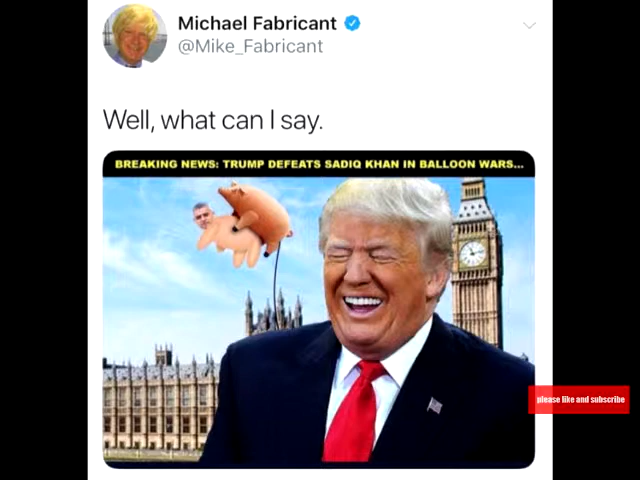 Michael Fabricant
@Mike_Fabricant
Well, what can I say.
BREAKING NEWS: TRUMP DEFEATS SADIQ KHAN IN BALLOON WARS...
please like and subscribe